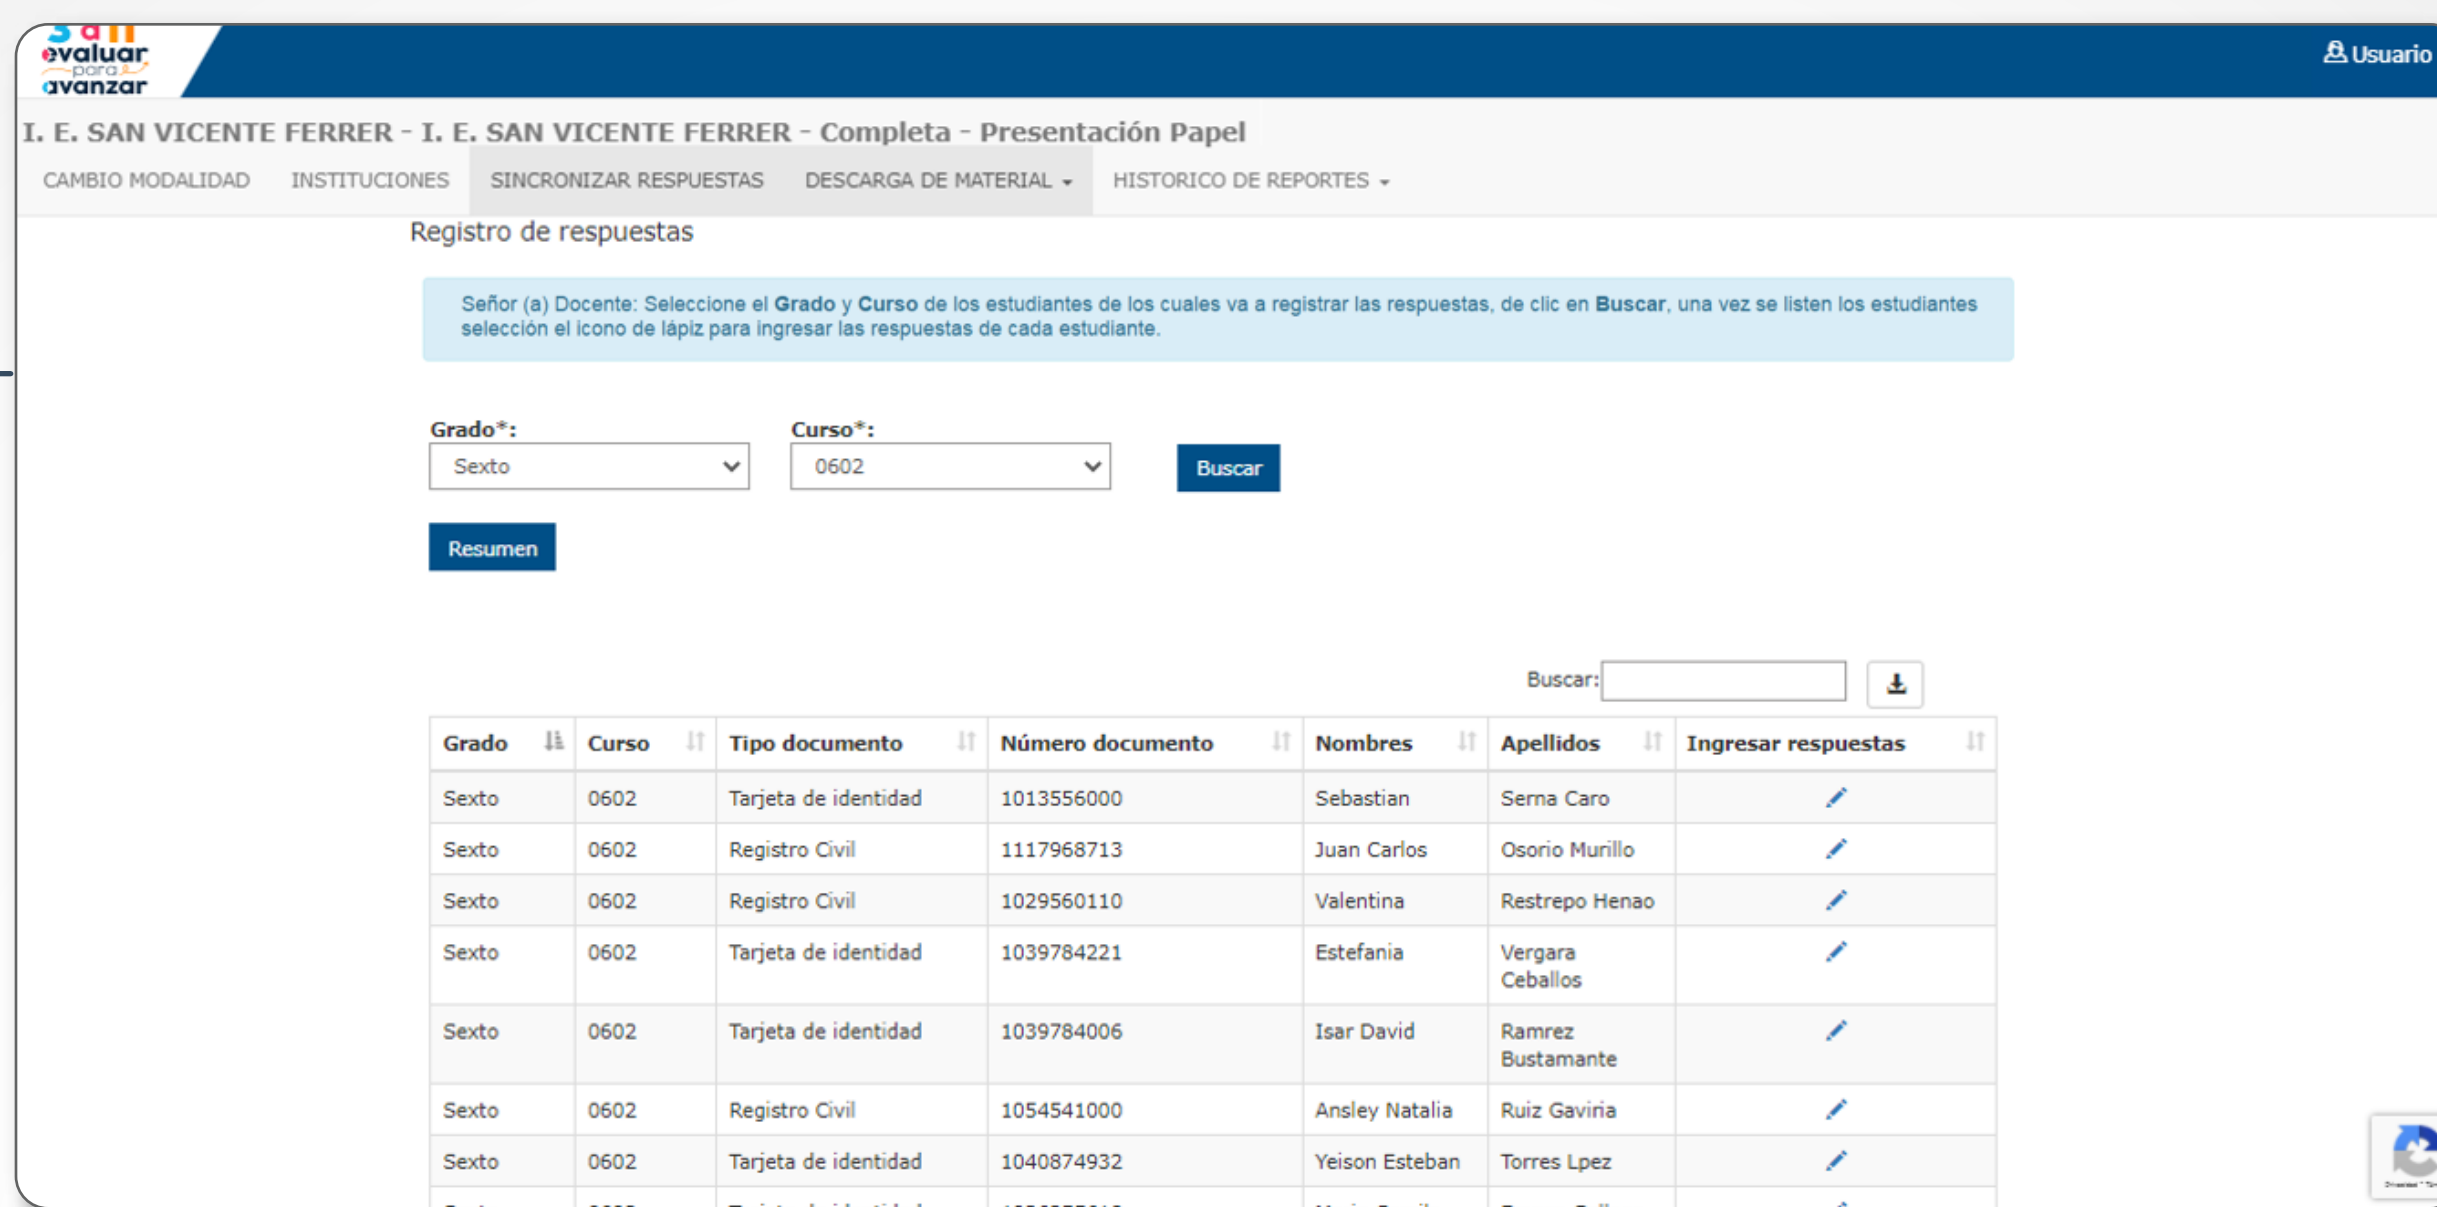 evaluar
para
avanzar
Usuario
I. E. SAN VICENTE FERRER - I. E. SAN VICENTE FERRER - Completa - Presentación Papel
CAMBIO MODALIDAD INSTITUCIONES SINCRONIZAR RESPUESTAS DESCARGA DE MATERIAL HISTORICO DE REPORTES
Registro de respuestas
Señor (a) Docente: Seleccione el Grado y Curso de los estudiantes de los cuales va a registrar las respuestas, de clic en Buscar, una vez se listen los estudiantes
selección el icono de lápiz para ingresar las respuestas de cada estudiante.
Grado*: Curso*:
Sexto 0602 Buscar
Resumen
Buscar:
Grado Curso Tipo documento Número documento Nombres Apellidos Ingresar respuestas
Sexto 0602 Tarjeta de identidad 1013556000 Sebastian Serna Caro
Sexto 0602 Registro Civil 1117968713 Juan Carlos Osorio Murillo
Sexto 0602 Registro Civil 1029560110 Valentina Restrepo Henao
Sexto 0602 Tarjeta de identidad 1039784221 Estefania Vergara
Ceballos
Sexto 0602 Tarjeta de identidad 1039784006 Isar David Ramrez
Bustamante
Sexto 0602 Registro Civil 1054541000 Ansley Natalia Ruiz Gaviria
Sexto 0602 Tarjeta de identidad 1040874932 Yeison Esteban Torres Lpez